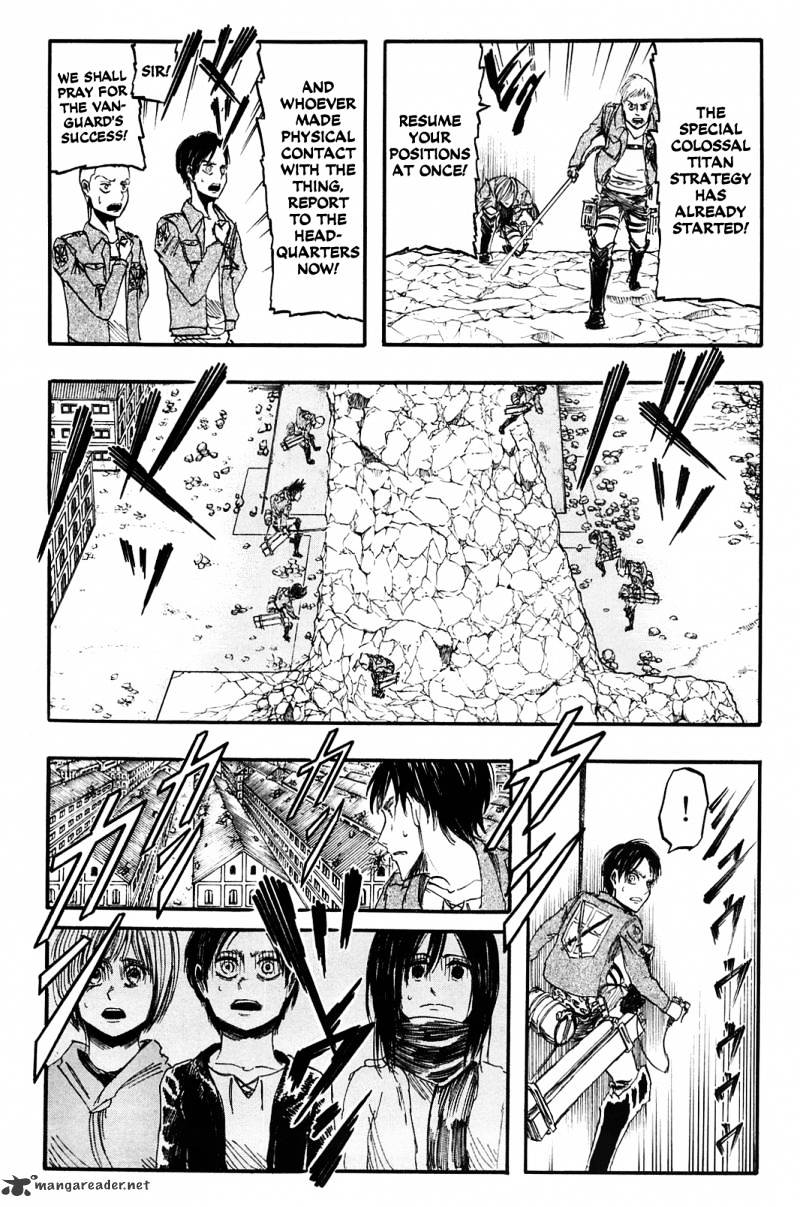 THE
SPECIAL
COLOSSAL
TITAN
STRATEGY
HAS
ALREADY
STARTED!
RESUME
YOUR
POSITIONS
AT ONCE!
AND
WHOEVER
MADE
PHYSICAL
CONTACT
WITH THE
THING,
REPORT
TO THE
HEAD-
QUARTERS
NOW!
SIR!
WE SHALL
PRAY FOR
THE VAN-
GUARD'S
SUCCESS!
!
mangareader.net